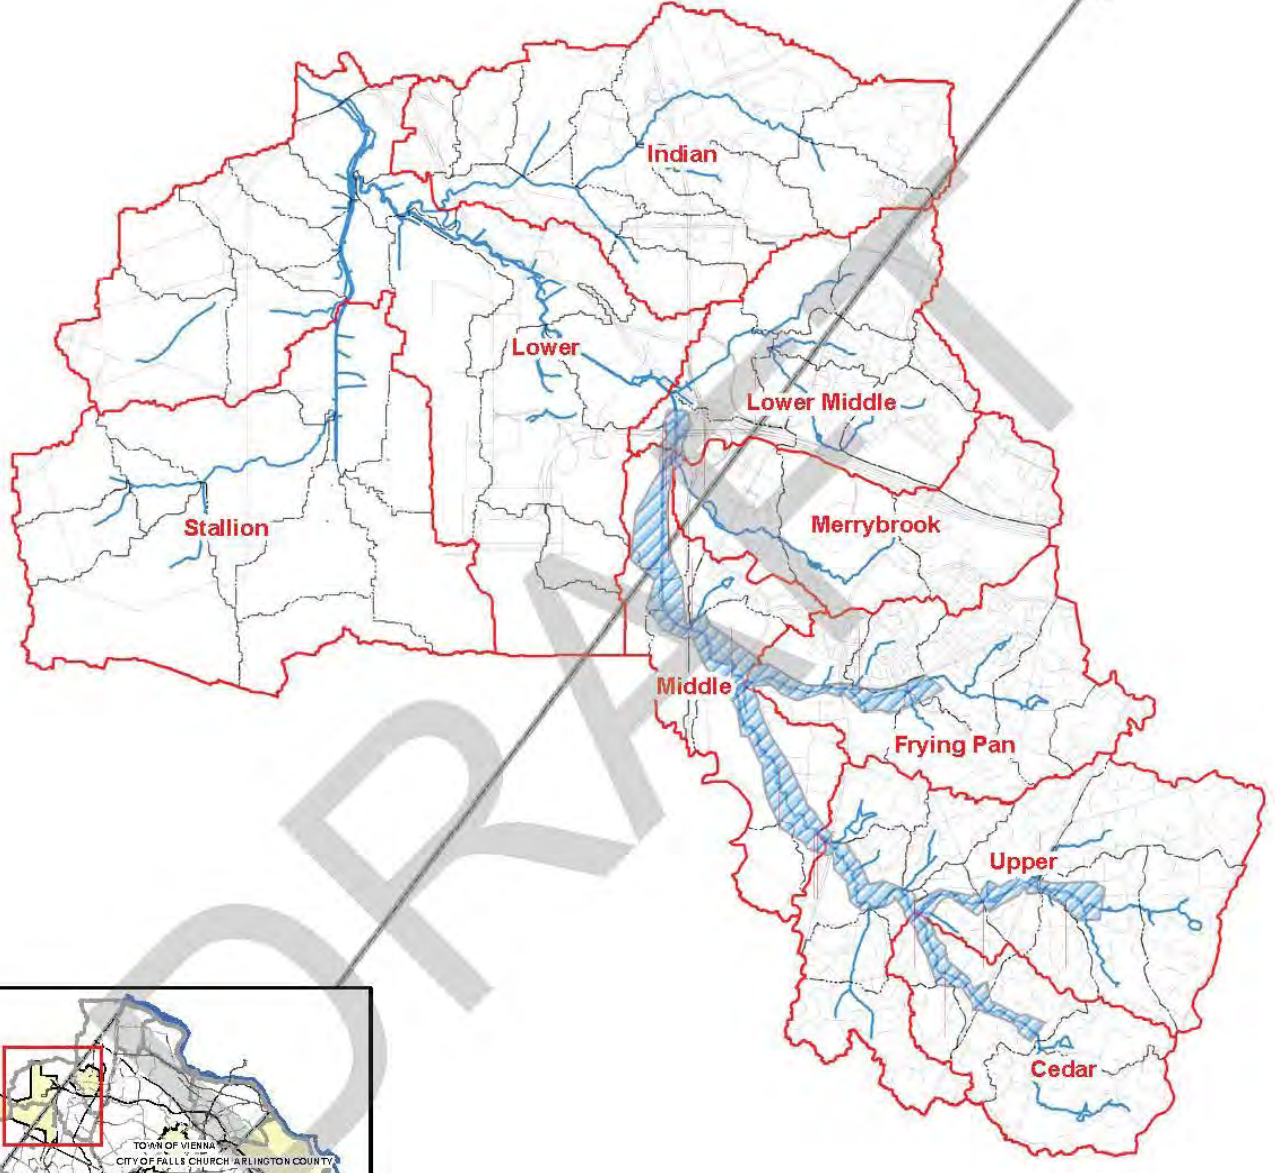 Indian
Lower
Lower Middle
Stallion
Merrybrook
Middle
Frying Pan
Upper
Cedar
DRAFT
TOWN OF VIENNA
CITY OF FALLS CHURCH ARLINGTON COUNTY